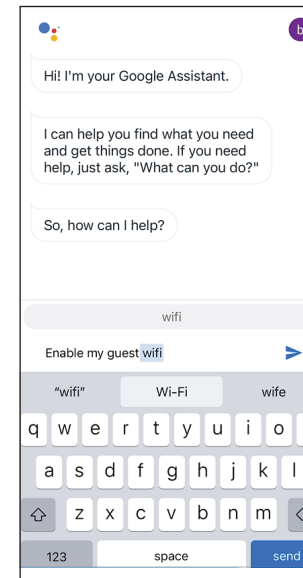 b
Hi! I'm your Google Assistant.
I can help you find what you need
and get things done. If you need
help, just ask, "What can you do?"
So, how can I help?
wifi
Enable my guest wifi
“wifi” Wi-Fi wife
q w e r t y u i o
a s d f g h j k l
z x c v b n m
123 space send